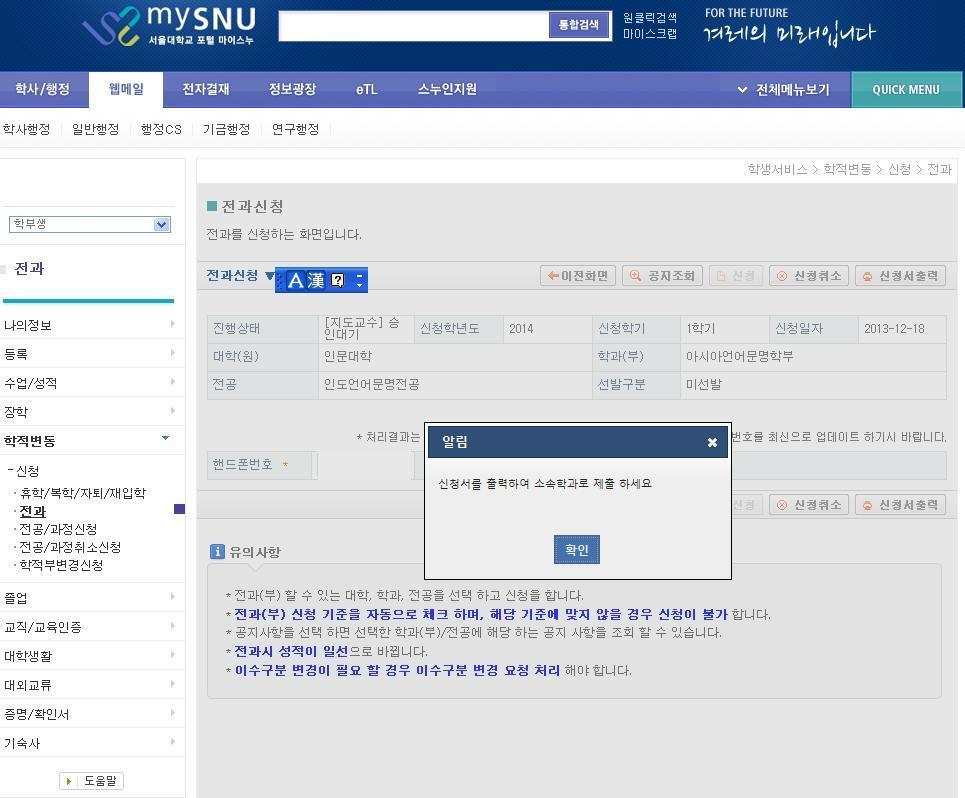 mySNU
서울대학교 포털 마이스누
통합검색
원클릭검색
마이스크랩
FOR THE FUTURE
겨레의 미래입니다
학사/행정 웹메일 전자결재 정보광장 eTL 스누인지원 전체메뉴보기 QUICK MENU
학사행정 일반행정 행정CS 기금행정 연구행정
학생서비스 > 학적변동 > 신청 > 전과
학부생
전과
나의정보
등록
수업/성적
장학
학적변동
- 신청
· 휴학/복학/자퇴/재입학
· 전과
· 전공/과정신청
· 전공/과정취소신청
· 학적부변경신청
졸업
교직/교육인증
대학생활
대외교류
증명/확인서
기숙사
도움말
전과신청
전과를 신청하는 화면입니다.
전과신청 ▼ A 漢 ? 이전화면 공지조회 신청 신청취소 신청서출력
진행상태 [지도교수] 승인대기 신청학년도 2014 신청학기 1학기 신청일자 2013-12-18
대학(원) 인문대학 학과(부) 아시아언어문명학부
전공 인도언어문명전공 선발구분 미선발
* 처리결과는 번호를 최신으로 업데이트 하기시 바랍니다.
핸드폰번호 *
알림
신청서를 출력하여 소속학과로 제출 하세요
확인
신청 신청취소 신청서출력
유의사항
* 전과(부) 할 수 있는 대학, 학과, 전공을 선택 하고 신청을 합니다.
* 전과(부) 신청 기준을 자동으로 체크 하며, 해당 기준에 맞지 않을 경우 신청이 불가 합니다.
* 공지사항을 선택 하면 선택한 학과(부)/전공에 해당 하는 공지 사항을 조회 할 수 있습니다.
* 전과시 성적이 일선으로 바뀝니다.
* 이수구분 변경이 필요 할 경우 이수구분 변경 요청 처리 해야 합니다.